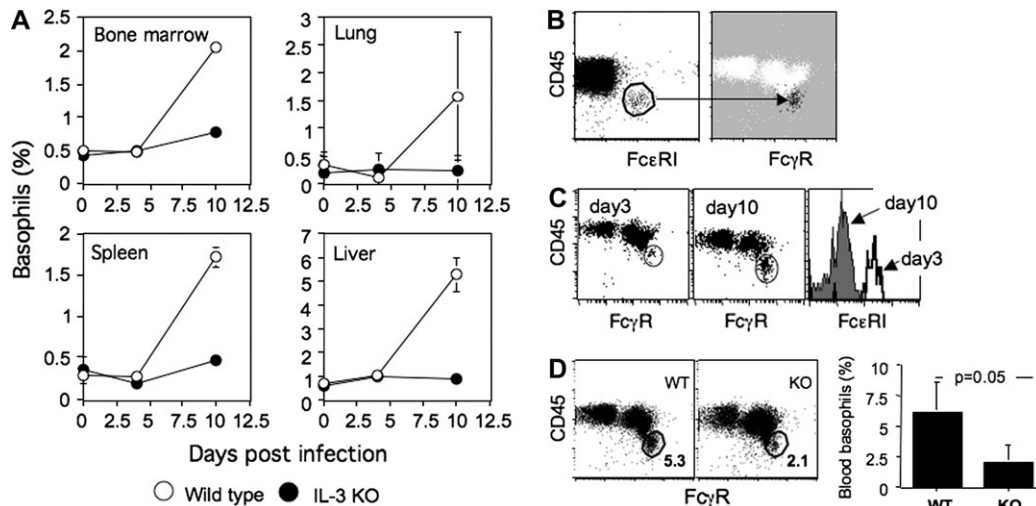 A
Basophils (%)
Bone marrow
2.5
2
1.5
1
0.5
0
0 2.5 5 7.5 10 12.5
Lung
3
2.5
2
1.5
1
0.5
0
0 2.5 5 7.5 10 12.5
Spleen
2
1.5
1
0.5
0
0 2.5 5 7.5 10 12.5
Liver
7
6
5
4
3
2
1
0
0 2.5 5 7.5 10 12.5
Days post infection
Wild type IL-3 KO
B
CD45
FcεRI
FcγR
C
CD45
day3
FcγR
day10
FcγR
day10
day3
FcεRI
D
CD45
WT
5.3
KO
2.1
FcγR
Blood basophils (%)
10
7.5
5
2.5
0
p=0.05
WT KO